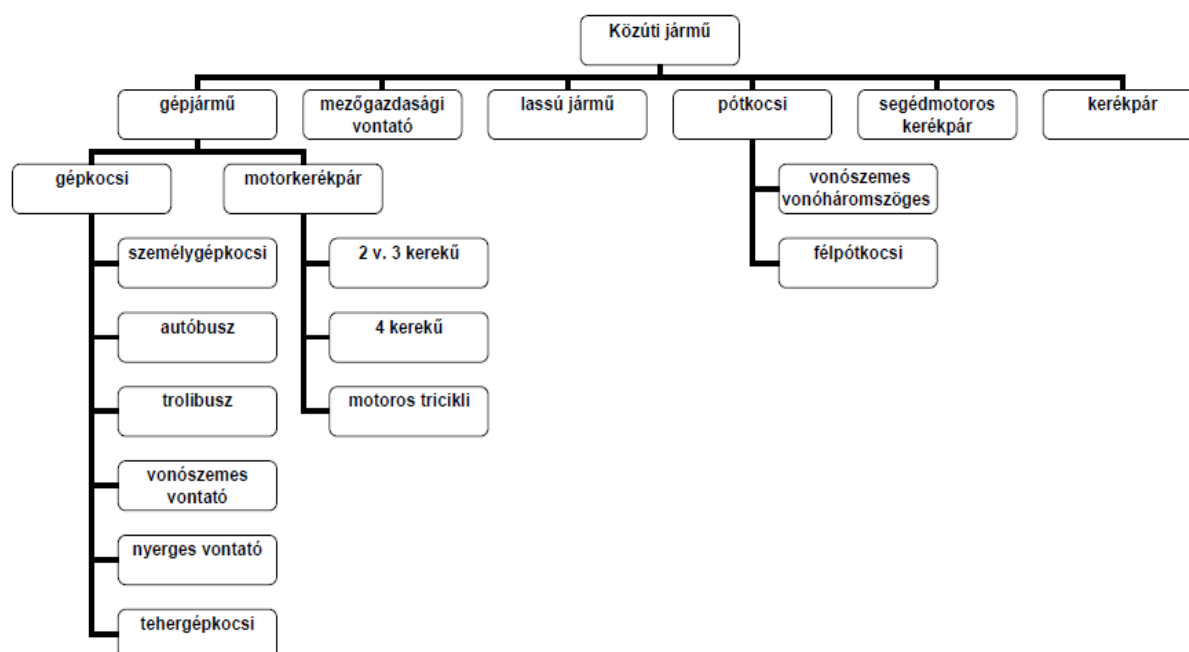 Közúti jármű
gépjármű
mezőgazdasági
vontató
lassú jármű
pótkocsi
segédmotoros
kerékpár
kerékpár
gépkocsi
motorkerékpár
vonószemes
vonóháromszöges
személygépkocsi
2 v. 3 kerekű
félpótkocsi
autóbusz
4 kerekű
trolibusz
motoros tricikli
vonószemes
vontató
nyerges vontató
tehergépkocsi